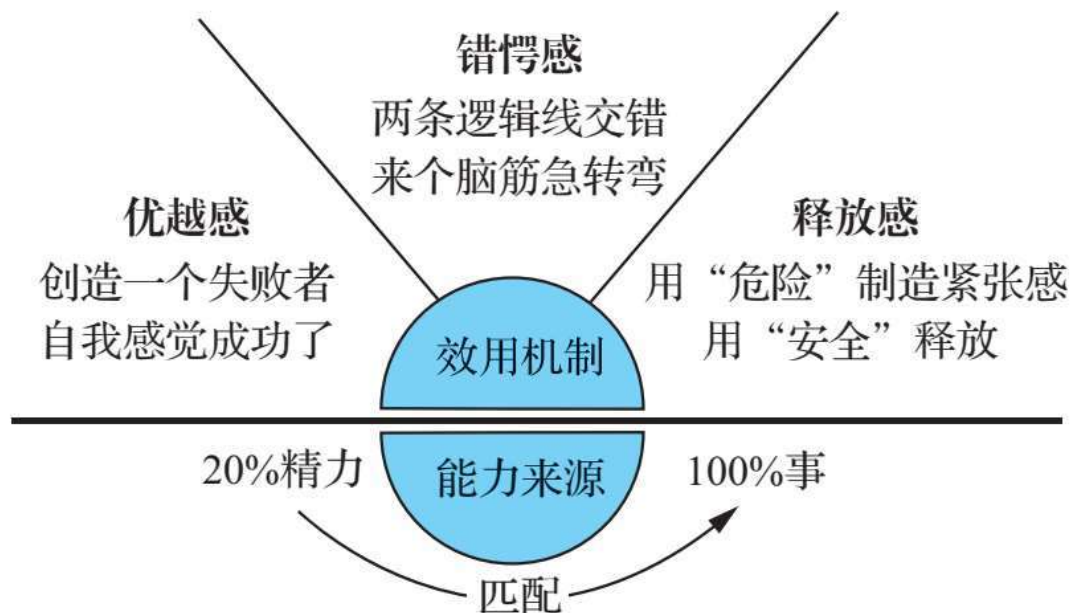 错愕感
两条逻辑线交错
来个脑筋急转弯
优越感
创造一个失败者
自我感觉成功了
释放感
用“危险”制造紧张感
用“安全”释放
效用机制
20%精力
能力来源
100%事
匹配